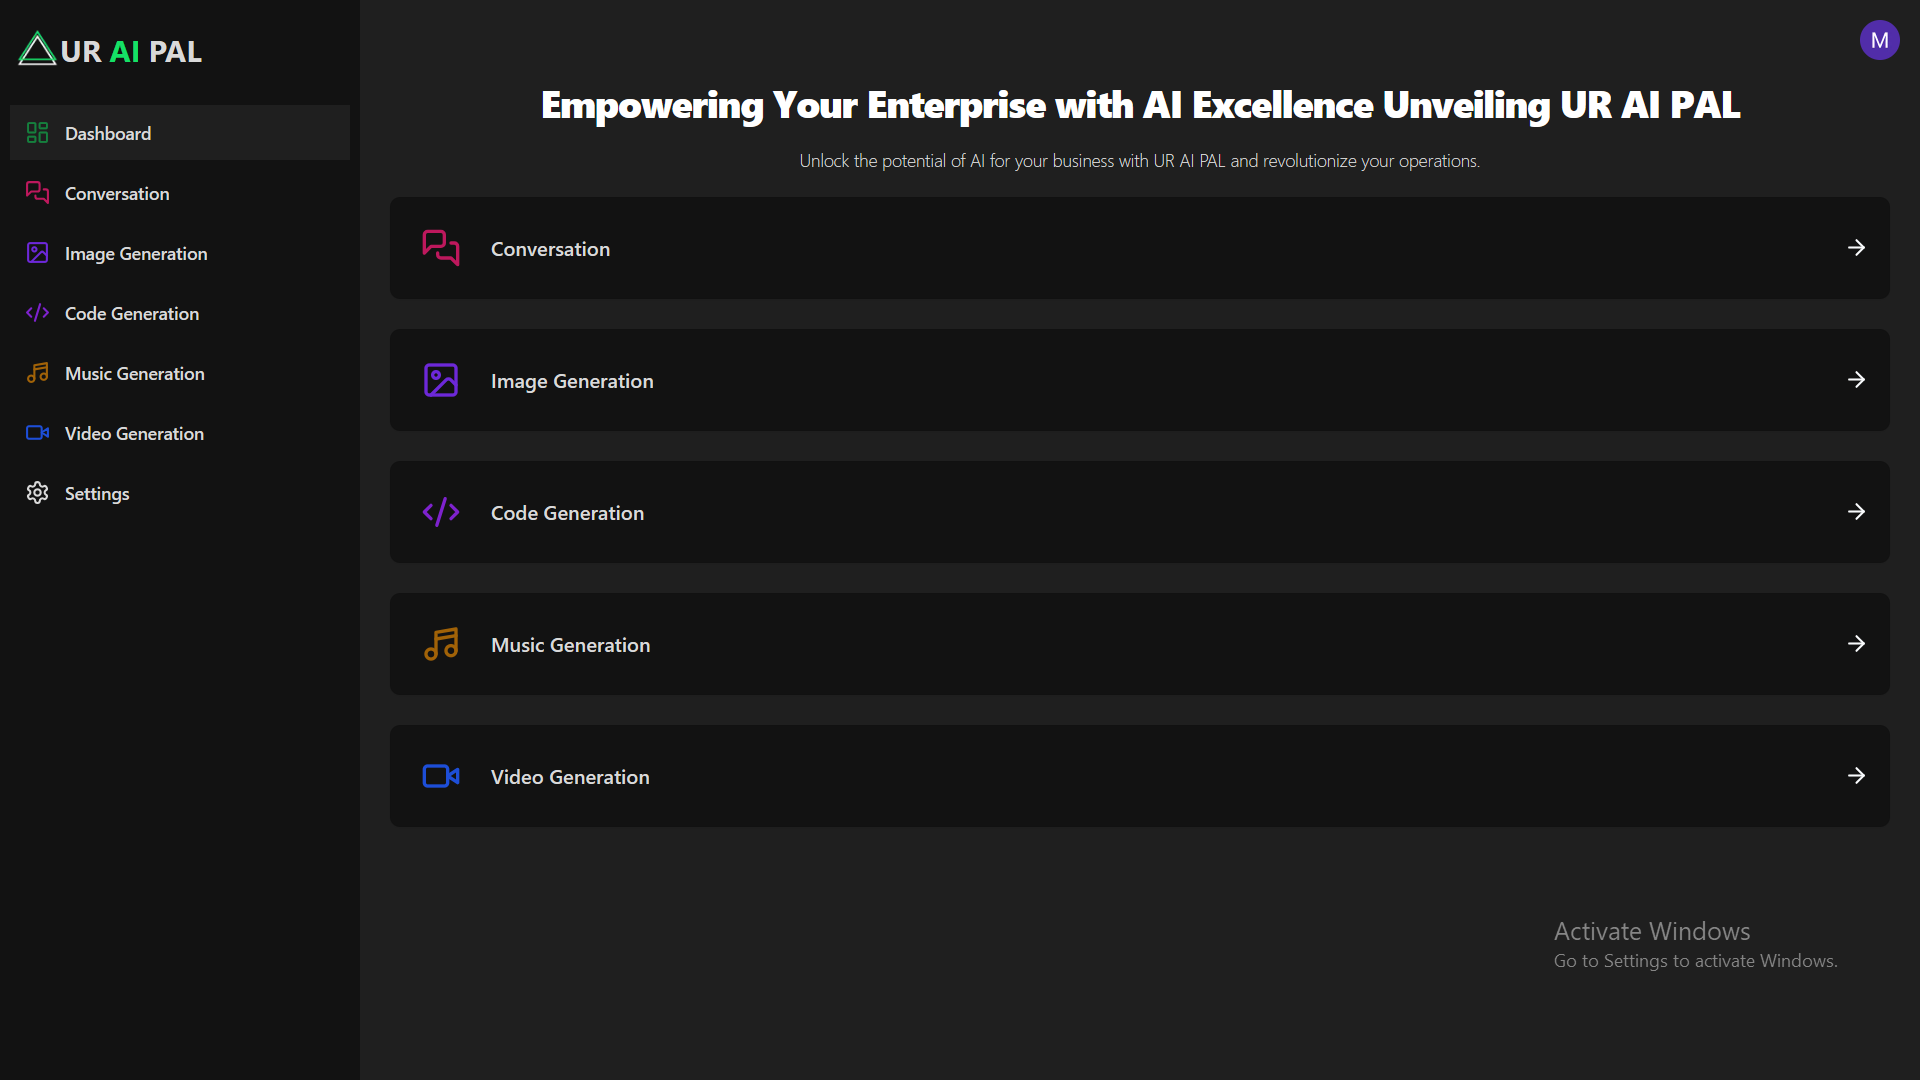 UR AI PAL
Dashboard
Conversation
Image Generation
Code Generation
Music Generation
Video Generation
Settings
M
Empowering Your Enterprise with AI Excellence Unveiling UR AI PAL
Unlock the potential of AI for your business with UR AI PAL and revolutionize your operations.
Conversation
Image Generation
Code Generation
Music Generation
Video Generation
Activate Windows
Go to Settings to activate Windows.